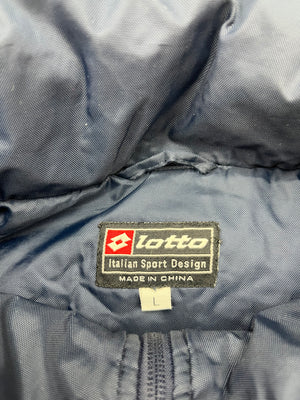 lotto
Italian Sport Design
MADE IN CHINA
L